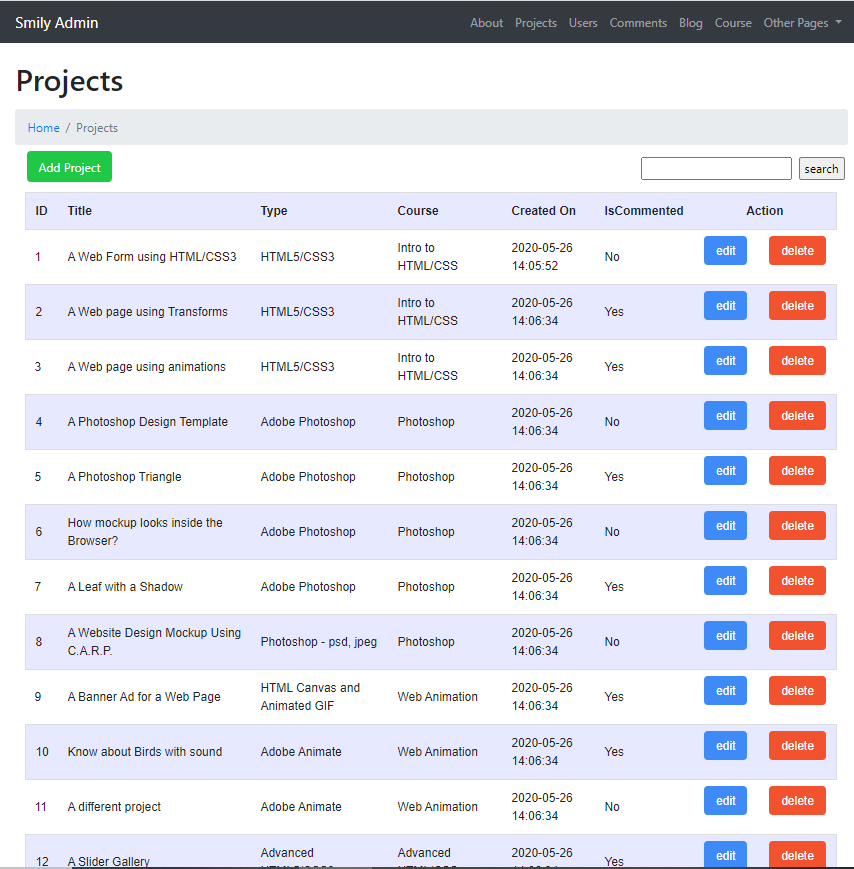 Smily Admin About Projects Users Comments Blog Course Other Pages
Projects
Home / Projects
Add Project search
ID Title Type Course Created On IsCommented Action
1 A Web Form using HTML/CSS3 HTML5/CSS3 Intro to HTML/CSS 2020-05-26 14:05:52 No edit delete
2 A Web page using Transforms HTML5/CSS3 Intro to HTML/CSS 2020-05-26 14:06:34 Yes edit delete
3 A Web page using animations HTML5/CSS3 Intro to HTML/CSS 2020-05-26 14:06:34 Yes edit delete
4 A Photoshop Design Template Adobe Photoshop Photoshop 2020-05-26 14:06:34 No edit delete
5 A Photoshop Triangle Adobe Photoshop Photoshop 2020-05-26 14:06:34 Yes edit delete
6 How mockup looks inside the Browser? Adobe Photoshop Photoshop 2020-05-26 14:06:34 No edit delete
7 A Leaf with a Shadow Adobe Photoshop Photoshop 2020-05-26 14:06:34 Yes edit delete
8 A Website Design Mockup Using C.A.R.P. Photoshop - psd, jpeg Photoshop 2020-05-26 14:06:34 No edit delete
9 A Banner Ad for a Web Page HTML Canvas and Animated GIF Web Animation 2020-05-26 14:06:34 Yes edit delete
10 Know about Birds with sound Adobe Animate Web Animation 2020-05-26 14:06:34 Yes edit delete
11 A different project Adobe Animate Web Animation 2020-05-26 14:06:34 No edit delete
12 A Slider Gallery Advanced Advanced 2020-05-26 Yes edit delete